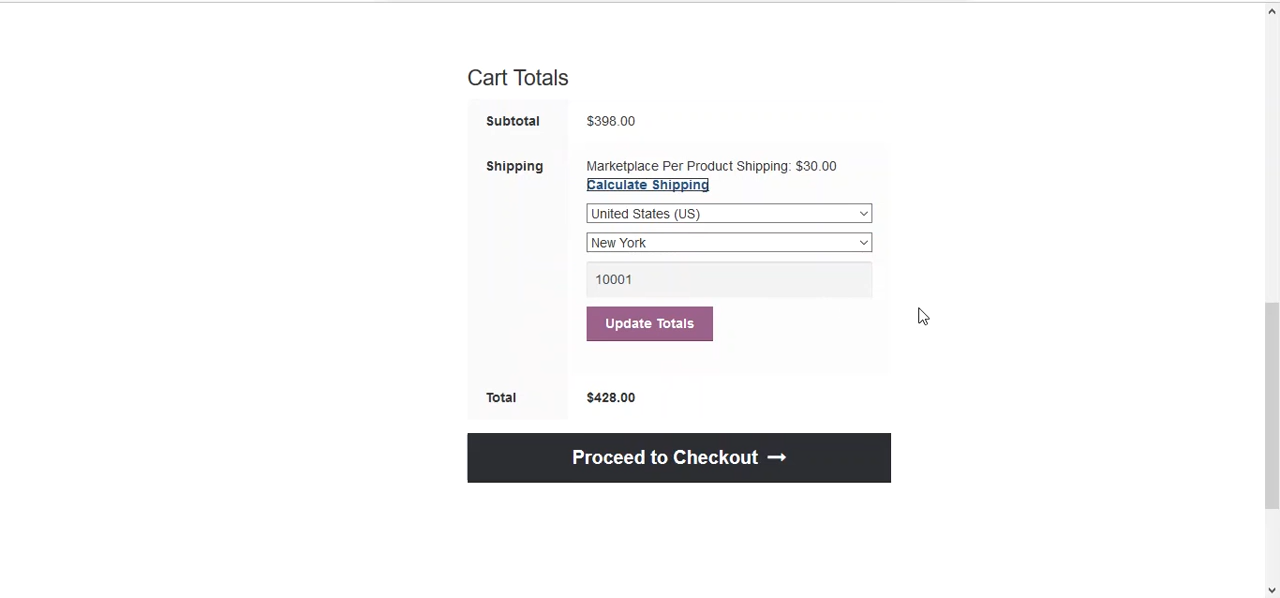 Cart Totals
Subtotal $398.00
Shipping Marketplace Per Product Shipping: $30.00
Calculate Shipping
United States (US)
New York
10001
Update Totals
Total $428.00
Proceed to Checkout →